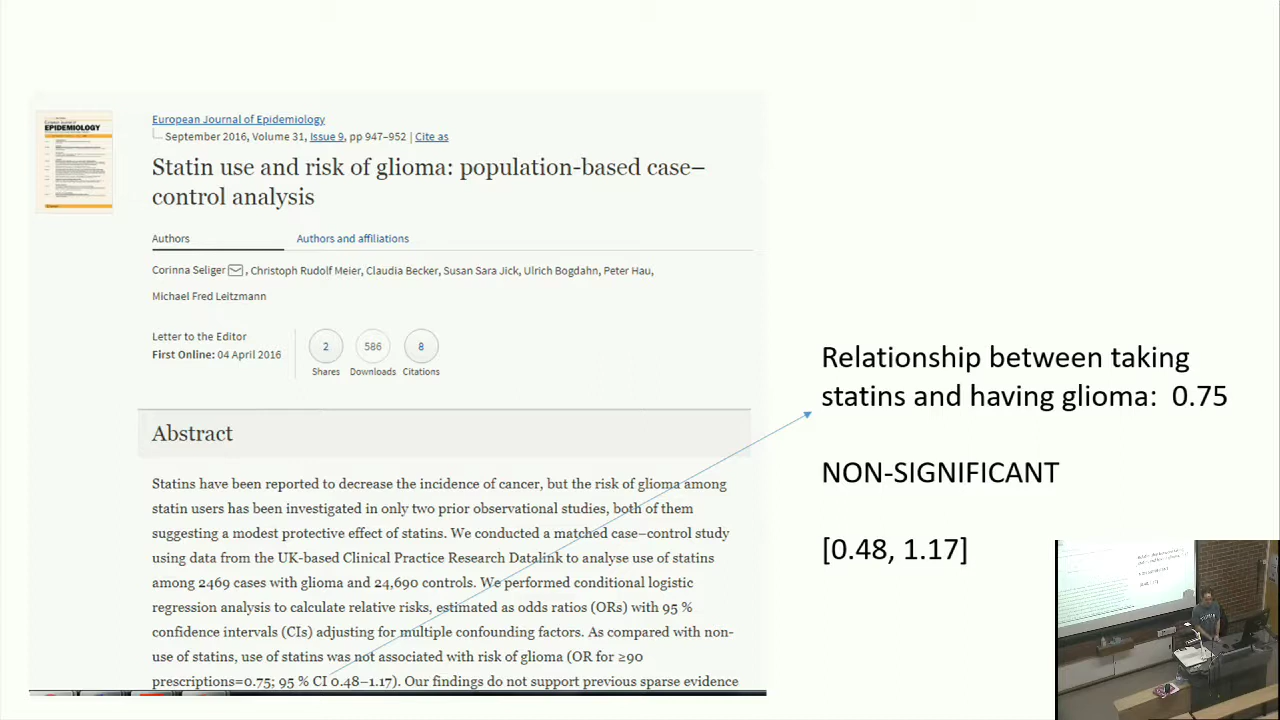 EPIDEMIOLOGY
European Journal of Epidemiology
September 2016, Volume 31, Issue 9, pp 947–952 | Cite as
Statin use and risk of glioma: population-based case–
control analysis
Authors
Authors and affiliations
Corinna Seliger, Christoph Rudolf Meier, Claudia Becker, Susan Sara Jick, Ulrich Bogdahn, Peter Hau,
Michael Fred Leitzmann
Letter to the Editor
First Online: 04 April 2016
2
Shares
586
Downloads
8
Citations
Abstract
Statins have been reported to decrease the incidence of cancer, but the risk of glioma among
statin users has been investigated in only two prior observational studies, both of them
suggesting a modest protective effect of statins. We conducted a matched case–control study
using data from the UK-based Clinical Practice Research Datalink to analyse use of statins
among 2469 cases with glioma and 24,690 controls. We performed conditional logistic
regression analysis to calculate relative risks, estimated as odds ratios (ORs) with 95 %
confidence intervals (CIs) adjusting for multiple confounding factors. As compared with non-
use of statins, use of statins was not associated with risk of glioma (OR for ≥90
prescriptions=0.75; 95 % CI 0.48–1.17). Our findings do not support previous sparse evidence
Relationship between taking
statins and having glioma: 0.75
NON-SIGNIFICANT
[0.48, 1.17]